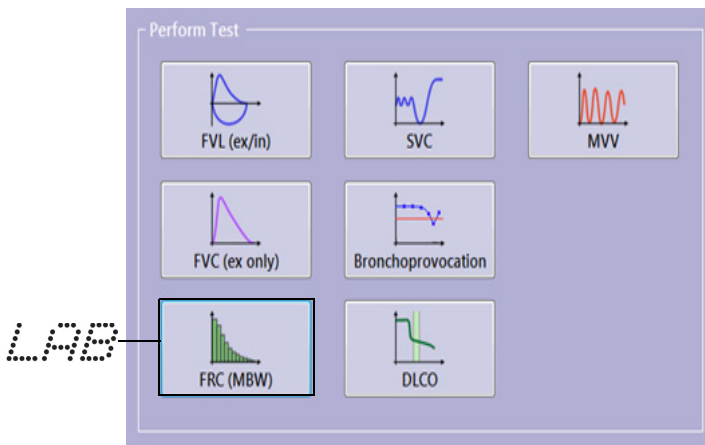 Perform Test
FVL (ex/in)
SVC
MVV
FVC (ex only)
Bronchoprovocation
LAB
FRC (MBW)
DLCO